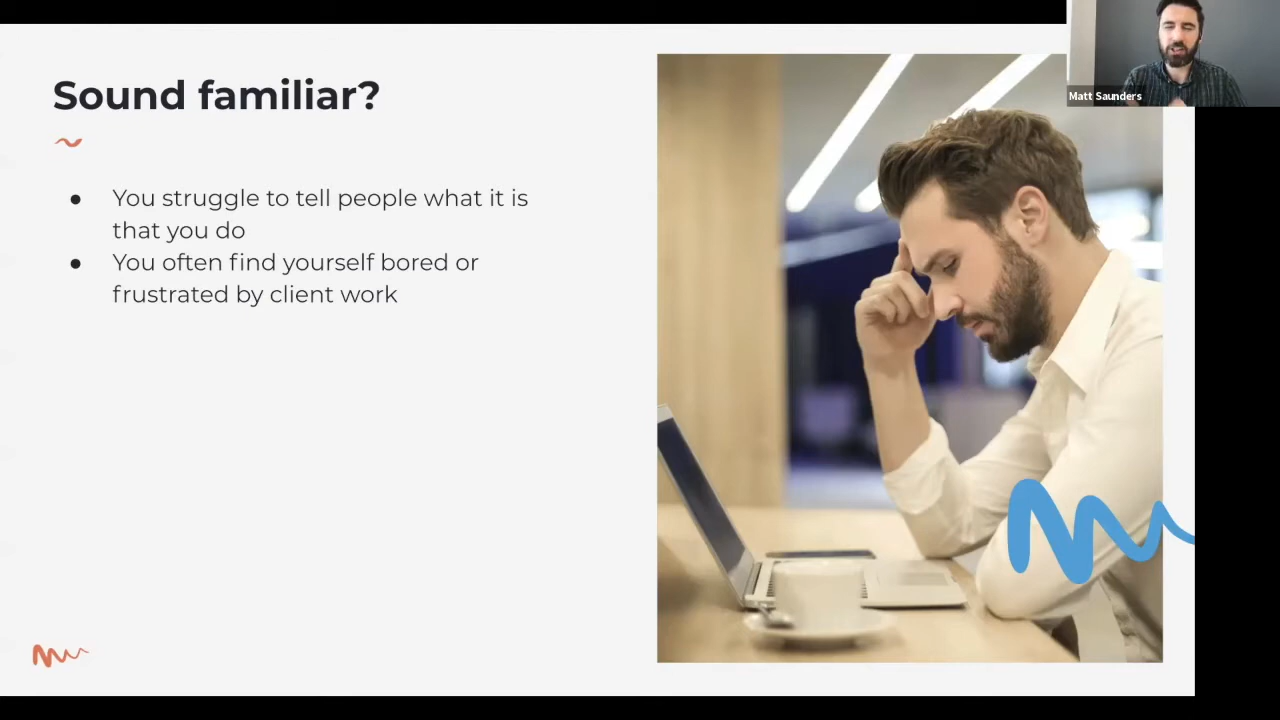 Sound familiar?
● You struggle to tell people what it is
that you do
● You often find yourself bored or
frustrated by client work
Matt Saunders